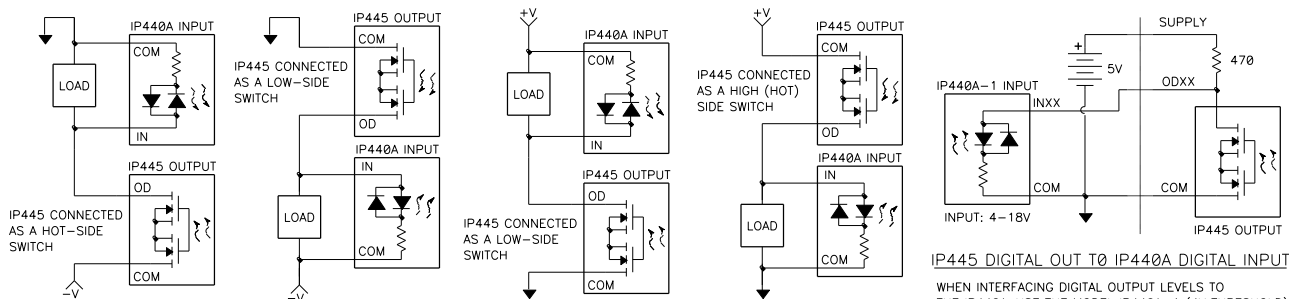 IP440A INPUT
COM
LOAD
IN
IP445 OUTPUT
OD
IP445 CONNECTED
AS A HOT-SIDE
SWITCH
COM
-V
IP445 OUTPUT
COM
IP445 CONNECTED
AS A LOW-SIDE
SWITCH
OD
IP440A INPUT
IN
LOAD
COM
-V
+V
IP440A INPUT
COM
LOAD
IN
IP445 OUTPUT
OD
IP445 CONNECTED
AS A LOW-SIDE
SWITCH
COM
+V
IP445 OUTPUT
COM
IP445 CONNECTED
AS A HIGH (HOT)
SIDE SWITCH
OD
IP440A INPUT
IN
LOAD
COM
SUPPLY
+
5V
470
ODXX
IP440A-1 INPUT
INXX
COM
COM
INPUT: 4-18V
IP445 OUTPUT
IP445 DIGITAL OUT TO IP440A DIGITAL INPUT
WHEN INTERFACING DIGITAL OUTPUT LEVELS TO